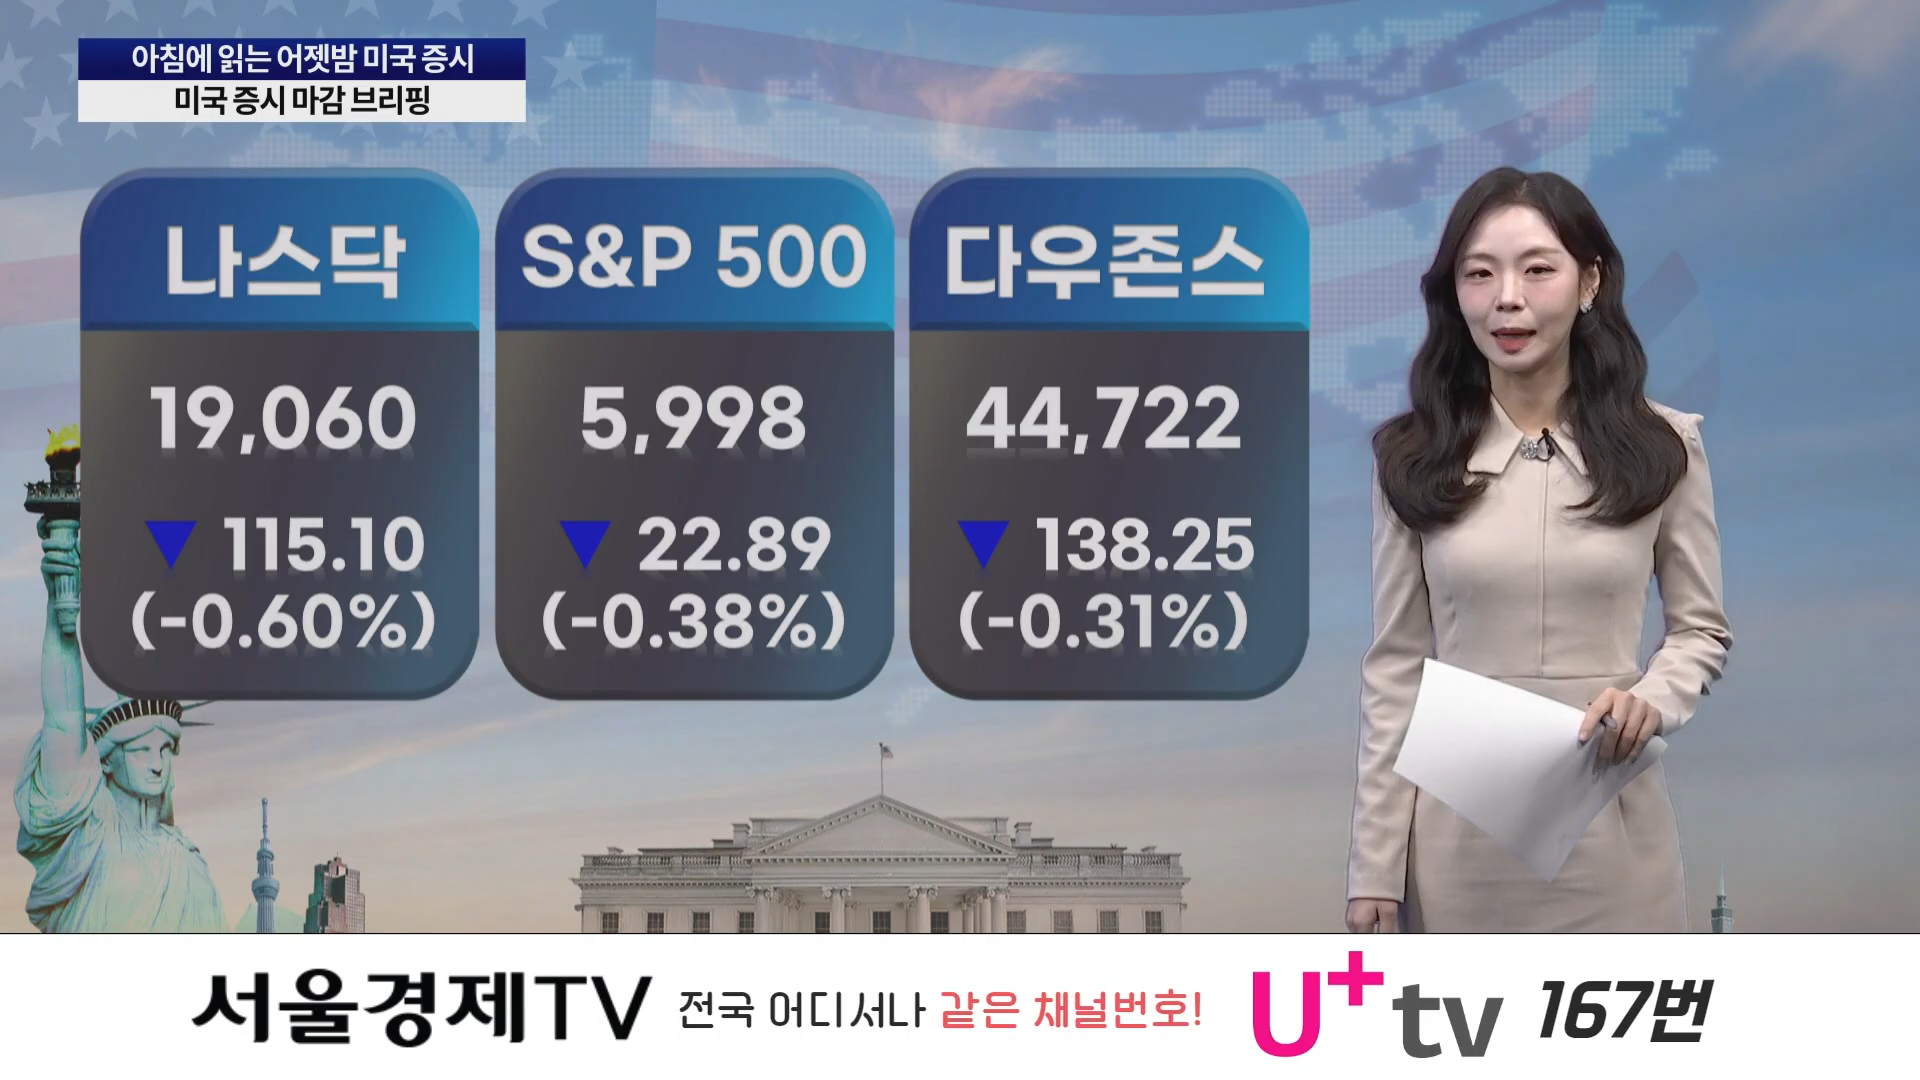 아침에 읽는 어젯밤 미국 증시
미국 증시 마감 브리핑
나스닥
19,060
▼ 115.10
(-0.60%)
S&P 500
5,998
▼ 22.89
(-0.38%)
다우존스
44,722
▼ 138.25
(-0.31%)
서울경제TV 전국 어디서나 같은 채널번호! U+tv 167번